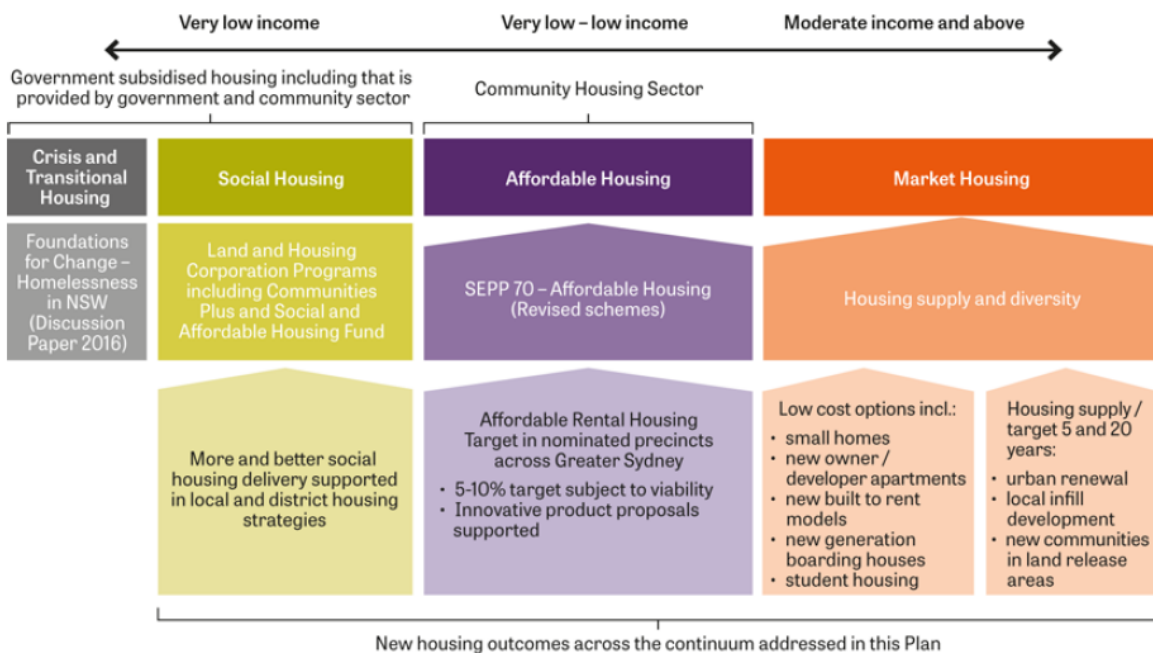 Very low income
Very low – low income
Moderate income and above
Government subsidised housing including that is
provided by government and community sector
Community Housing Sector
Crisis and
Transitional
Housing
Social Housing
Affordable Housing
Market Housing
Foundations
for Change –
Homelessness
in NSW
(Discussion
Paper 2016)
Land and Housing
Corporation Programs
including Communities
Plus and Social and
Affordable Housing Fund
SEPP 70 – Affordable Housing
(Revised schemes)
Housing supply and diversity
More and better social
housing delivery supported
in local and district housing
strategies
Affordable Rental Housing
Target in nominated precincts
across Greater Sydney
• 5-10% target subject to viability
• Innovative product proposals
supported
Low cost options incl.:
• small homes
• new owner /
developer apartments
• new built to rent
models
• new generation
boarding houses
• student housing
Housing supply /
target 5 and 20
years:
• urban renewal
• local infill
development
• new communities
in land release
areas
New housing outcomes across the continuum addressed in this Plan